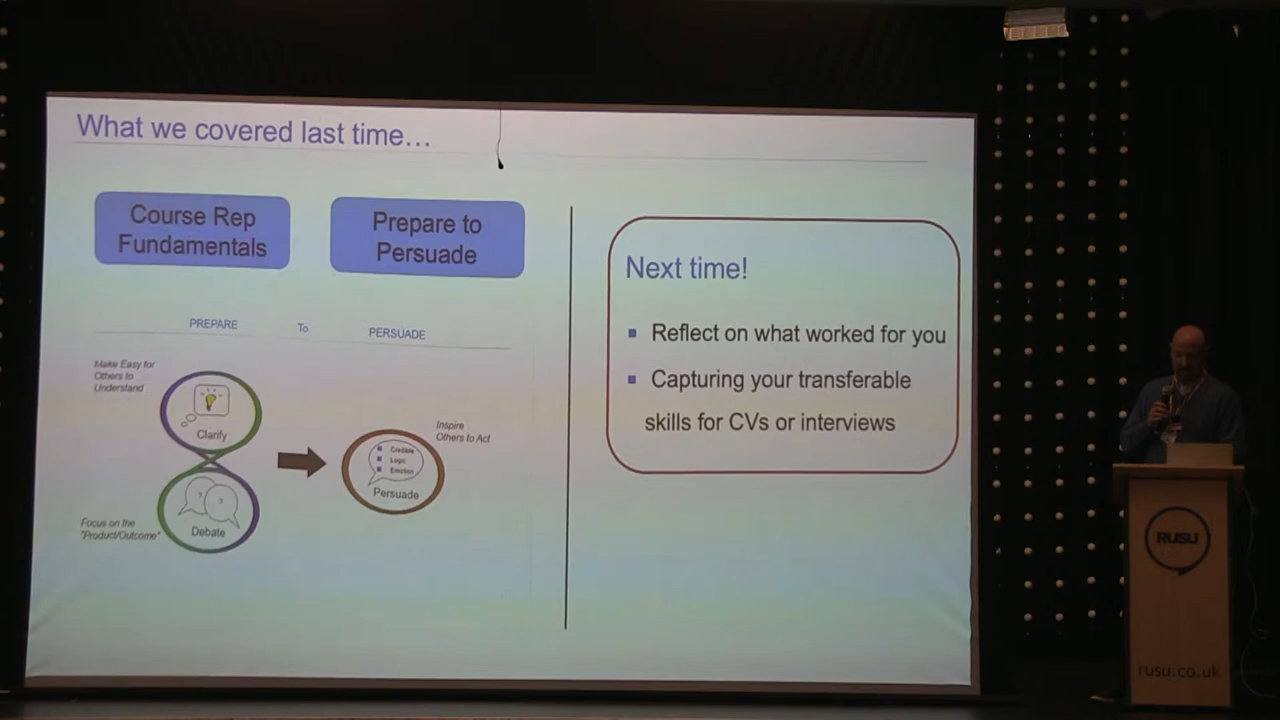 What we covered last time…
Course Rep
Fundamentals
Prepare to
Persuade
PREPARE
To
PERSUADE
Make Easy for
Others to
Understand
Clarify
Debate
Focus on the
"Product/Outcome"
Inspire
Others to Act
Credible
Logic
Emotion
Persuade
Next time!
Reflect on what worked for you
Capturing your transferable
skills for CVs or interviews
RUSU
rusu.co.uk